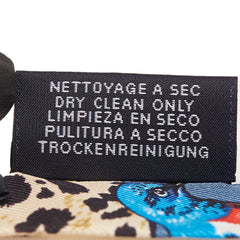 NETTOYAGE A SEC
DRY CLEAN ONLY
LIMPIEZA EN SECO
PULITURA A SECCO
TROCKENREINIGUNG